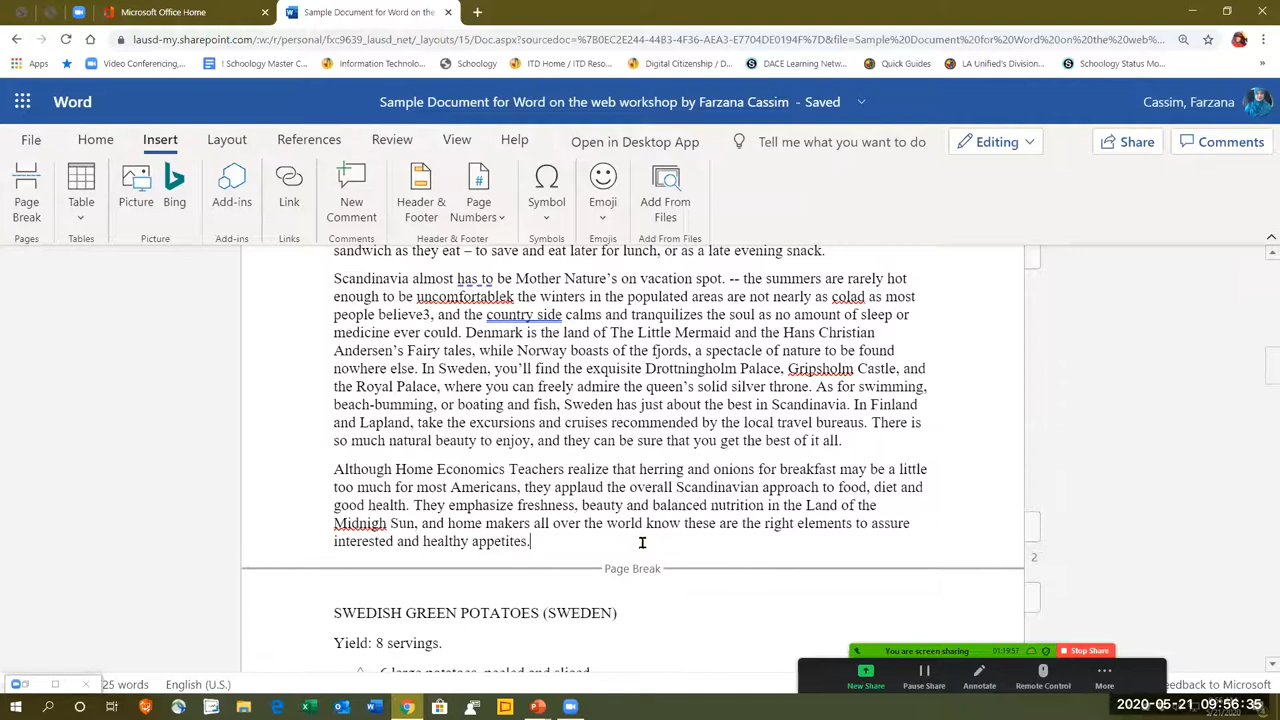 Microsoft Office Home
Sample Document for Word on the
lausd-my.sharepoint.com/:w:/r/personal/fxc9639_lausd_net/_layouts/15/Doc.aspx?sourcedoc=%7B0EC2E244-44B3-4F36-AEA3-E7704DE0194F%7D&file=Sample%20Document%20for%20Word%20on%20the%20web%...
Apps
Video Conferencing,...
! Schoology Master C...
Information Technolo...
Schoology
ITD Home / ITD Reso...
Digital Citizenship / D...
DACE Learning Netw...
Quick Guides
LA Unified's Division...
Schoology Status Mo...
Word
Sample Document for Word on the web workshop by Farzana Cassim - Saved
Cassim, Farzana
File Home Insert Layout References Review View Help Open in Desktop App Tell me what you want to do Editing Share Comments
Page Break
Table
Picture
Bing
Add-ins
Link
New Comment
Header & Footer
Page Numbers
Symbol
Emoji
Add From Files
Pages Tables Picture Add-ins Links Comments Header & Footer Symbols Emojis Add From Files
sandwich as they eat – to save and eat later for lunch, or as a late evening snack.
Scandinavia almost has to be Mother Nature's on vacation spot. -- the summers are rarely hot
enough to be uncomfortablek the winters in the populated areas are not nearly as colad as most
people believe3, and the country side calms and tranquilizes the soul as no amount of sleep or
medicine ever could. Denmark is the land of The Little Mermaid and the Hans Christian
Andersen's Fairy tales, while Norway boasts of the fjords, a spectacle of nature to be found
nowhere else. In Sweden, you'll find the exquisite Drottningholm Palace, Gripsholm Castle, and
the Royal Palace, where you can freely admire the queen's solid silver throne. As for swimming,
beach-bumming, or boating and fish, Sweden has just about the best in Scandinavia. In Finland
and Lapland, take the excursions and cruises recommended by the local travel bureaus. There is
so much natural beauty to enjoy, and they can be sure that you get the best of it all.
Although Home Economics Teachers realize that herring and onions for breakfast may be a little
too much for most Americans, they applaud the overall Scandinavian approach to food, diet and
good health. They emphasize freshness, beauty and balanced nutrition in the Land of the
Midnigh Sun, and home makers all over the world know these are the right elements to assure
interested and healthy appetites.
2
Page Break
SWEDISH GREEN POTATOES (SWEDEN)
Yield: 8 servings.
6 large potatoes, peeled and sliced
You are screen sharing
01:19:57
Stop Share
New Share
Pause Share
Annotate
Remote Control
More
25 words
English (U.S.)
eedback to Microsoft
2020-05-21 09:56:35